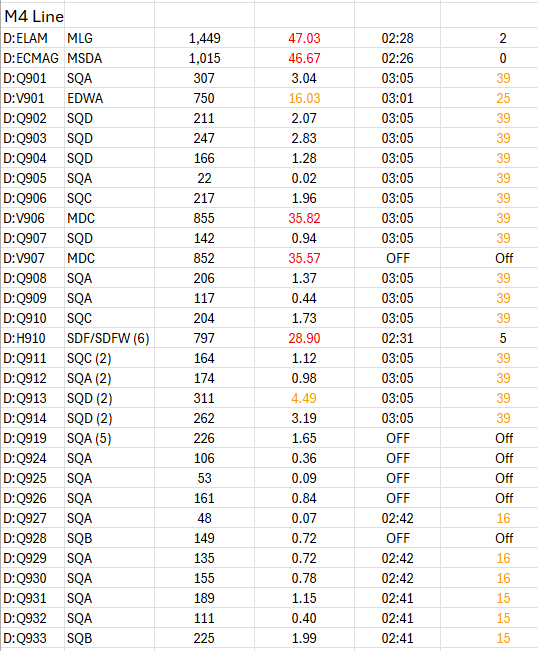 M4 Line
D:ELAM MLG 1,449 47.03 02:28 2
D:ECMAG MSDA 1,015 46.67 02:26 0
D:Q901 SQA 307 3.04 03:05 39
D:V901 EDWA 750 16.03 03:01 25
D:Q902 SQD 211 2.07 03:05 39
D:Q903 SQD 247 2.83 03:05 39
D:Q904 SQD 166 1.28 03:05 39
D:Q905 SQA 22 0.02 03:05 39
D:Q906 SQC 217 1.96 03:05 39
D:V906 MDC 855 35.82 03:05 39
D:Q907 SQD 142 0.94 03:05 39
D:V907 MDC 852 35.57 OFF Off
D:Q908 SQA 206 1.37 03:05 39
D:Q909 SQA 117 0.44 03:05 39
D:Q910 SQC 204 1.73 03:05 39
D:H910 SDF/SDFW (6) 797 28.90 02:31 5
D:Q911 SQC (2) 164 1.12 03:05 39
D:Q912 SQA (2) 174 0.98 03:05 39
D:Q913 SQD (2) 311 4.49 03:05 39
D:Q914 SQD (2) 262 3.19 03:05 39
D:Q919 SQA (5) 226 1.65 OFF Off
D:Q924 SQA 106 0.36 OFF Off
D:Q925 SQA 53 0.09 OFF Off
D:Q926 SQA 161 0.84 OFF Off
D:Q927 SQA 48 0.07 02:42 16
D:Q928 SQB 149 0.72 OFF Off
D:Q929 SQA 135 0.72 02:42 16
D:Q930 SQA 155 0.78 02:42 16
D:Q931 SQA 189 1.15 02:41 15
D:Q932 SQA 111 0.40 02:41 15
D:Q933 SQB 225 1.99 02:41 15